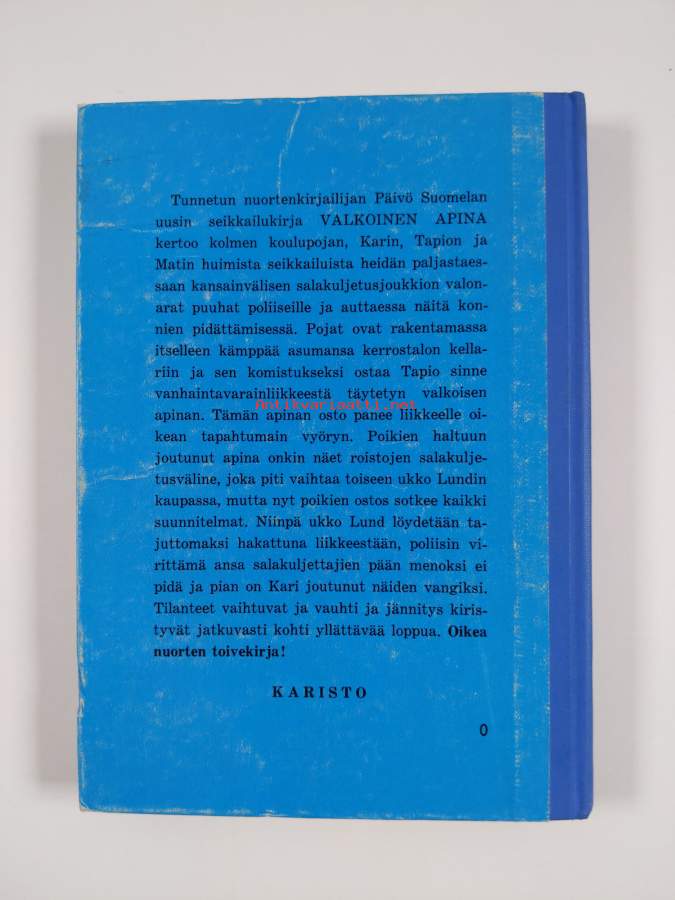 Tunnetun nuortenkirjailijan Päivö Suomelan
uusin seikkailukirja VALKOINEN APINA
kertoo kolmen koulupojan, Karin, Tapion ja
Matin huimista seikkailuista heidän paljastaes-
saan kansainvälisen salakuljetusjoukkion valon-
arat puuhat poliiseille ja auttaessa näitä kon-
nien pidättämisessä. Pojat ovat rakentamassa
itselleen kämppää asumansa kerrostalon kella-
riin ja sen komistukseksi ostaa Tapio sinne
vanhaintavarainliikkeestä täytetyn valkoisen
apinan. Tämän apinan osto panee liikkeelle oi-
Antikvariaatti.net
kean tapahtumain vyöryn. Poikien haltuun
joutunut apina onkin näet roistojen salakulje-
tusväline, joka piti vaihtaa toiseen ukko Lundin
kaupassa, mutta nyt poikien ostos sotkee kaikki
suunnitelmat. Niinpä ukko Lund löydetään ta-
juttomaksi hakattuna liikkeestään, poliisin vi-
rittämä ansa salakuljettajien pään menoksi ei
pidä ja pian on Kari joutunut näiden vangiksi.
Tilanteet vaihtuvat ja vauhti ja jännitys kiris-
tyvät jatkuvasti kohti yllättävää loppua. Oikea
nuorten toivekirja!
KARISTO
0